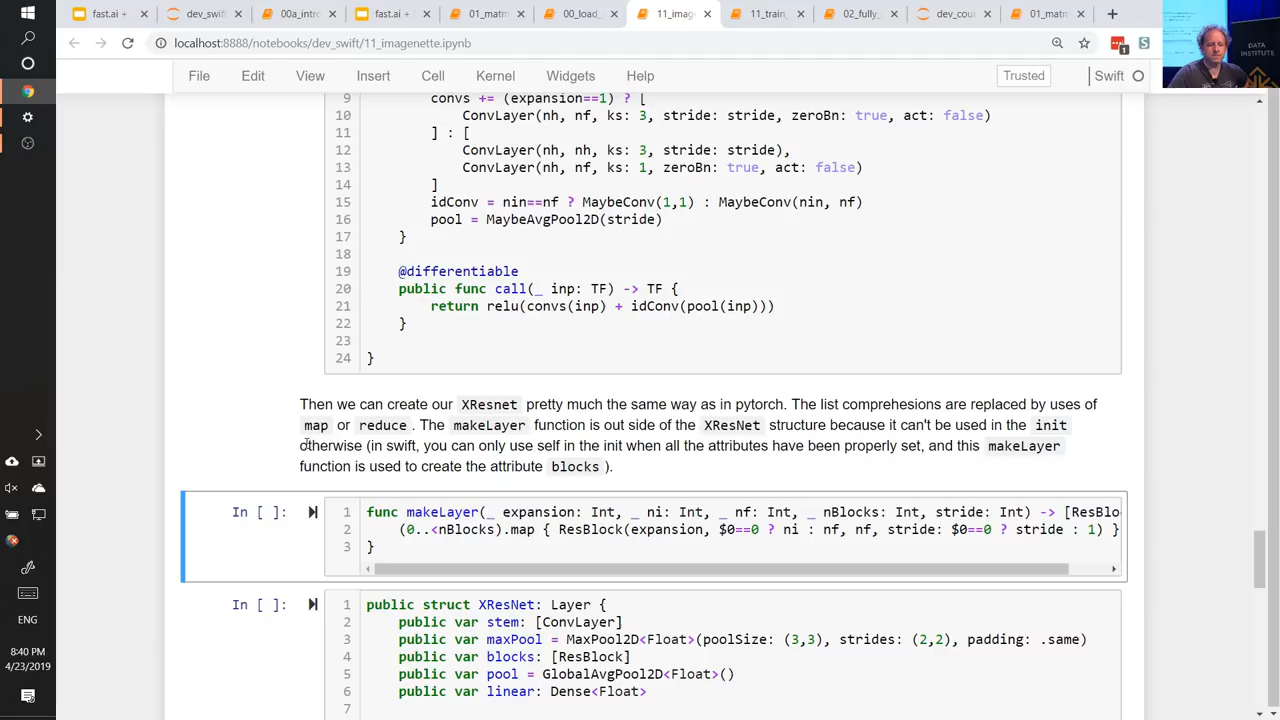 fast.ai
dev_swift
00a_intro
fast.ai
01_matr
00_load_
11_imag
11_trai
02_fully
dev_cou
01_matr
localhost:8888/notebooks_swift/11_imagenette.ipynb
1
DATA
INSTITUTE
File
Edit
View
Insert
Cell
Kernel
Widgets
Help
Trusted
Swift
9 convs += (expansion==1) ? [
10 ConvLayer(nh, nf, ks: 3, stride: stride, zeroBn: true, act: false)
11 ] : [
12 ConvLayer(nh, nh, ks: 3, stride: stride),
13 ConvLayer(nh, nf, ks: 1, zeroBn: true, act: false)
14 ]
15 idConv = nin==nf ? MaybeConv(1,1) : MaybeConv(nin, nf)
16 pool = MaybeAvgPool2D(stride)
17 }
18
19 @differentiable
20 public func call(_ inp: TF) -> TF {
21 return relu(convs(inp) + idConv(pool(inp)))
22 }
23
24 }
Then we can create our XResnet pretty much the same way as in pytorch. The list comprehesions are replaced by uses of
map or reduce . The makeLayer function is out side of the XResNet structure because it can't be used in the init
otherwise (in swift, you can only use self in the init when all the attributes have been properly set, and this makeLayer
function is used to create the attribute blocks ).
In [ ]:
1 func makeLayer(_ expansion: Int, _ ni: Int, _ nf: Int, _ nBlocks: Int, stride: Int) -> [ResBlo
2 (0..<nBlocks).map { ResBlock(expansion, $0==0 ? ni : nf, nf, stride: $0==0 ? stride : 1) }
3 }
In [ ]:
1 public struct XResNet: Layer {
2 public var stem: [ConvLayer]
3 public var maxPool = MaxPool2D<Float>(poolSize: (3,3), strides: (2,2), padding: .same)
4 public var blocks: [ResBlock]
5 public var pool = GlobalAvgPool2D<Float>()
6 public var linear: Dense<Float>
7
ENG
8:40 PM
4/23/2019